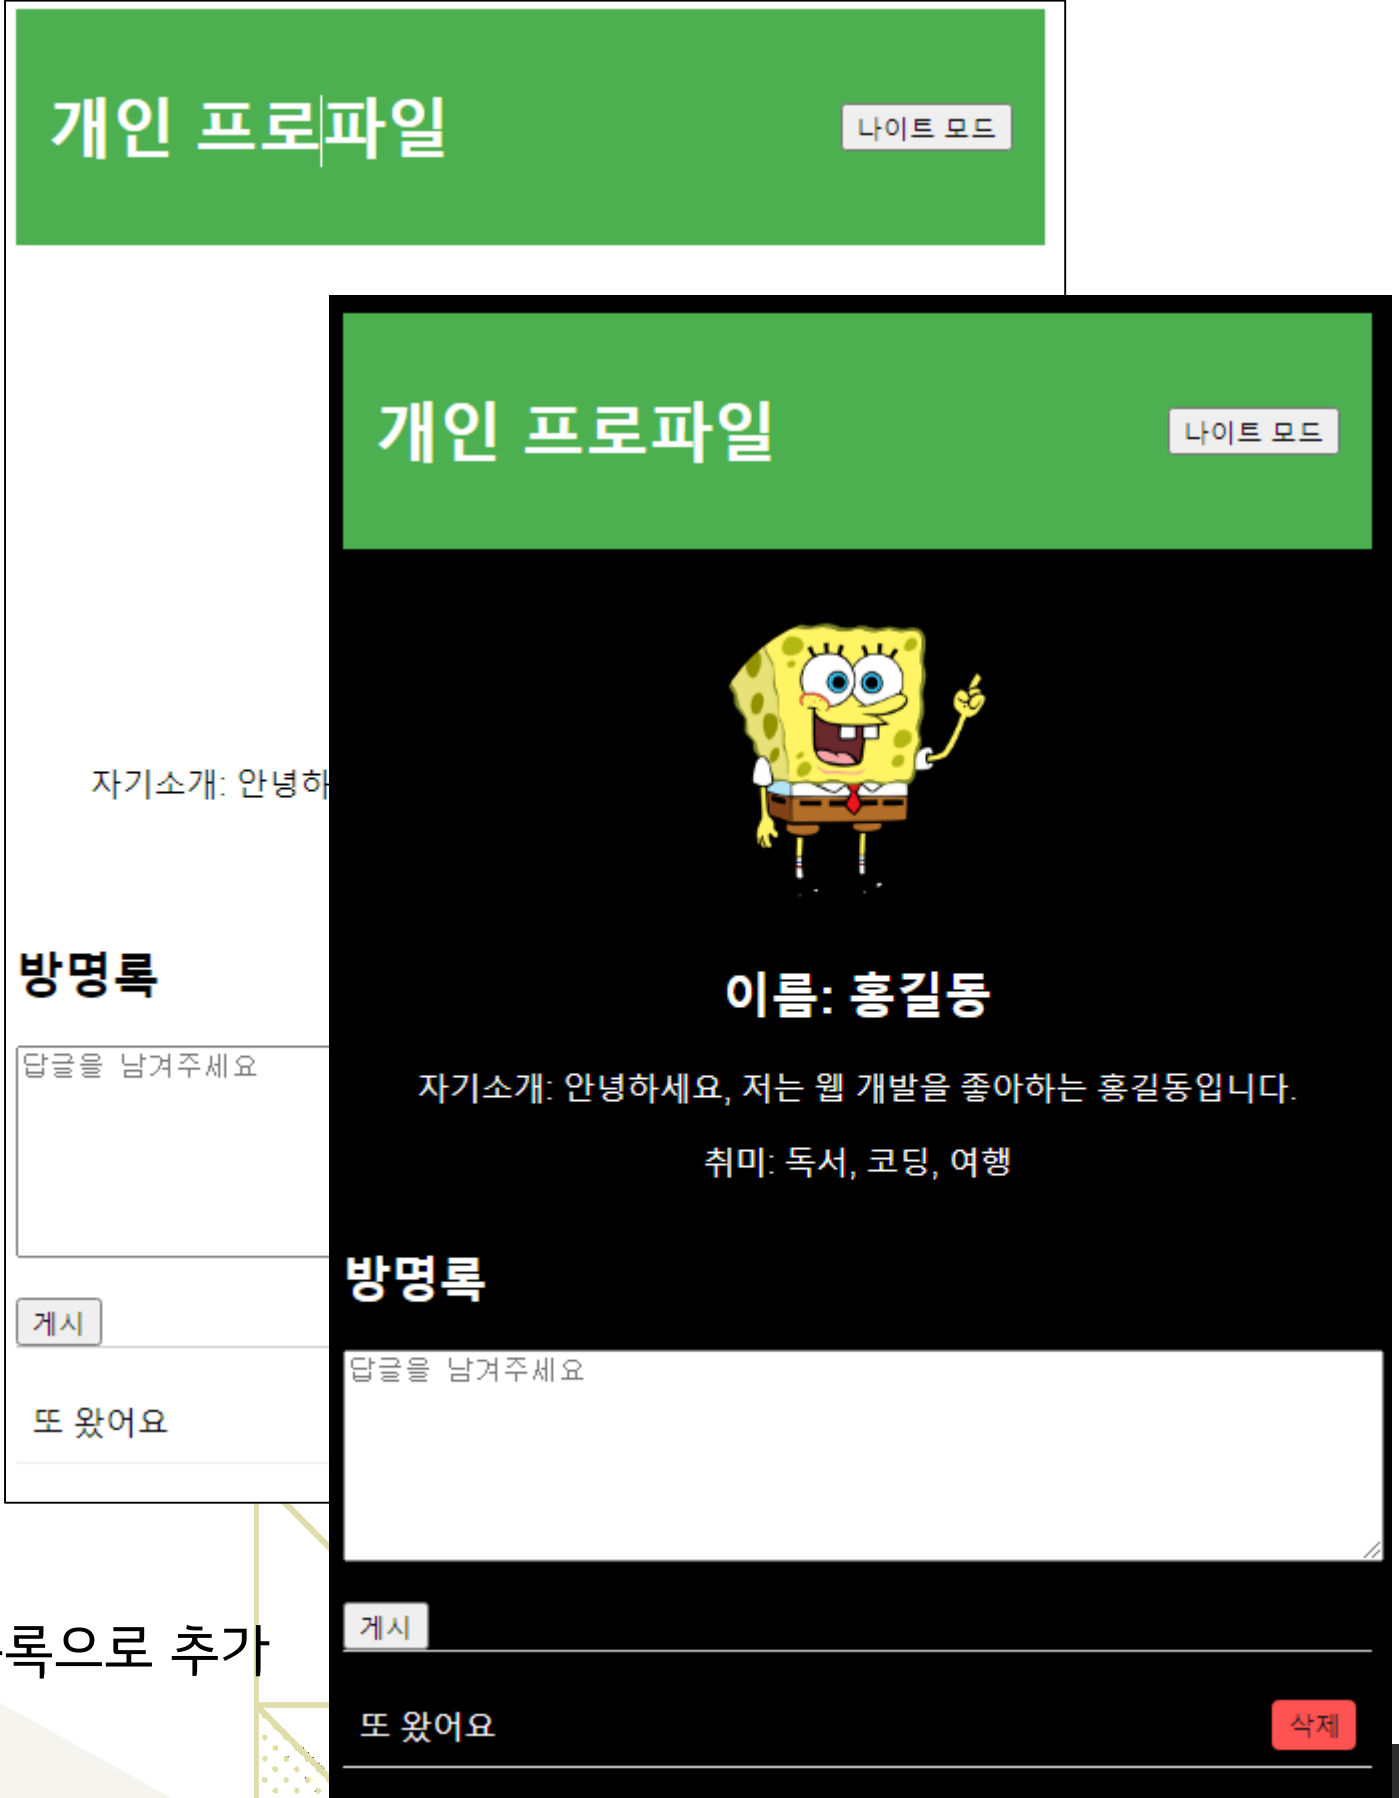 개인 프로파일
나이트 모드
자기소개: 안녕하
방명록
답글을 남겨주세요
게시
또 왔어요
록으로 추가
개인 프로파일
나이트 모드
이름: 홍길동
자기소개: 안녕하세요, 저는 웹 개발을 좋아하는 홍길동입니다.
취미: 독서, 코딩, 여행
방명록
답글을 남겨주세요
게시
또 왔어요
삭제